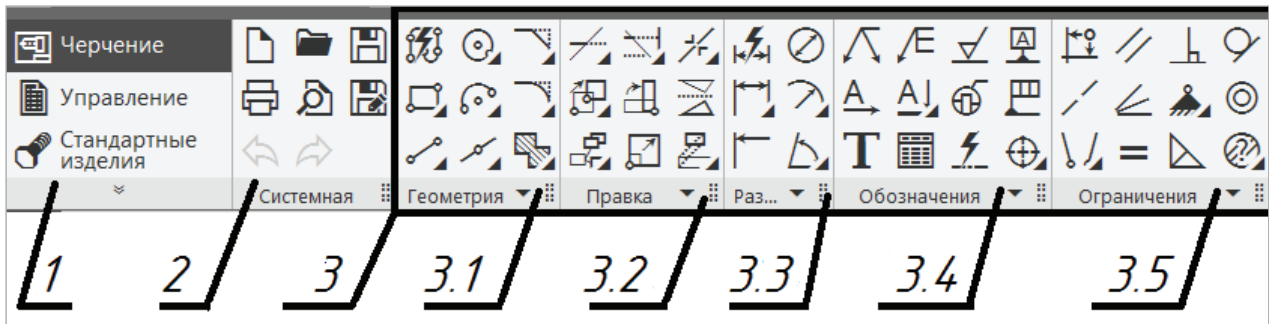 Черчение
Управление
Стандартные
изделия
Системная
Геометрия
Правка
Раз...
Обозначения
Ограничения
1
2
3
3.1
3.2
3.3
3.4
3.5